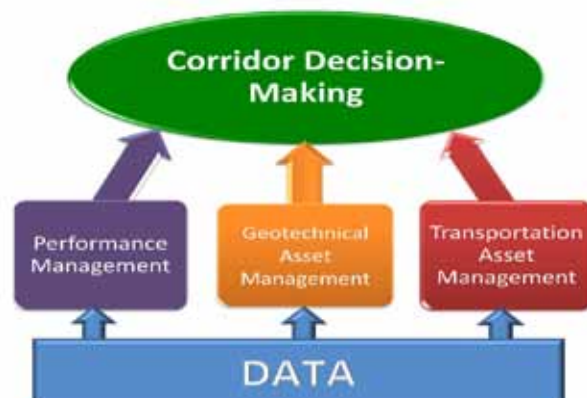 Corridor Decision-
Making
Performance
Management
Geotechnical
Asset
Management
Transportation
Asset
Management
DATA